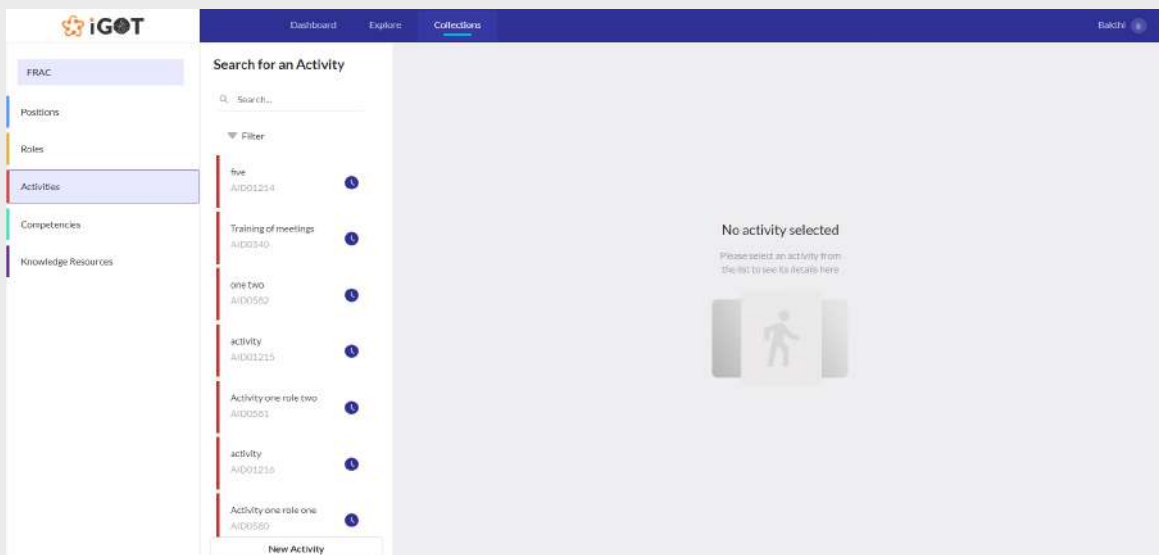 iGOT
Dashboard
Explore
Collections
Bakthi
FRAC
Positions
Roles
Activities
Competencies
Knowledge Resources
Search for an Activity
Search...
Filter
five
AID01214
Training of meetings
AID0340
one two
AID0582
activity
AID01215
Activity one role two
AID0581
activity
AID01216
Activity one role one
AID0580
New Activity
No activity selected
Please select an activity from
the list to see its details here